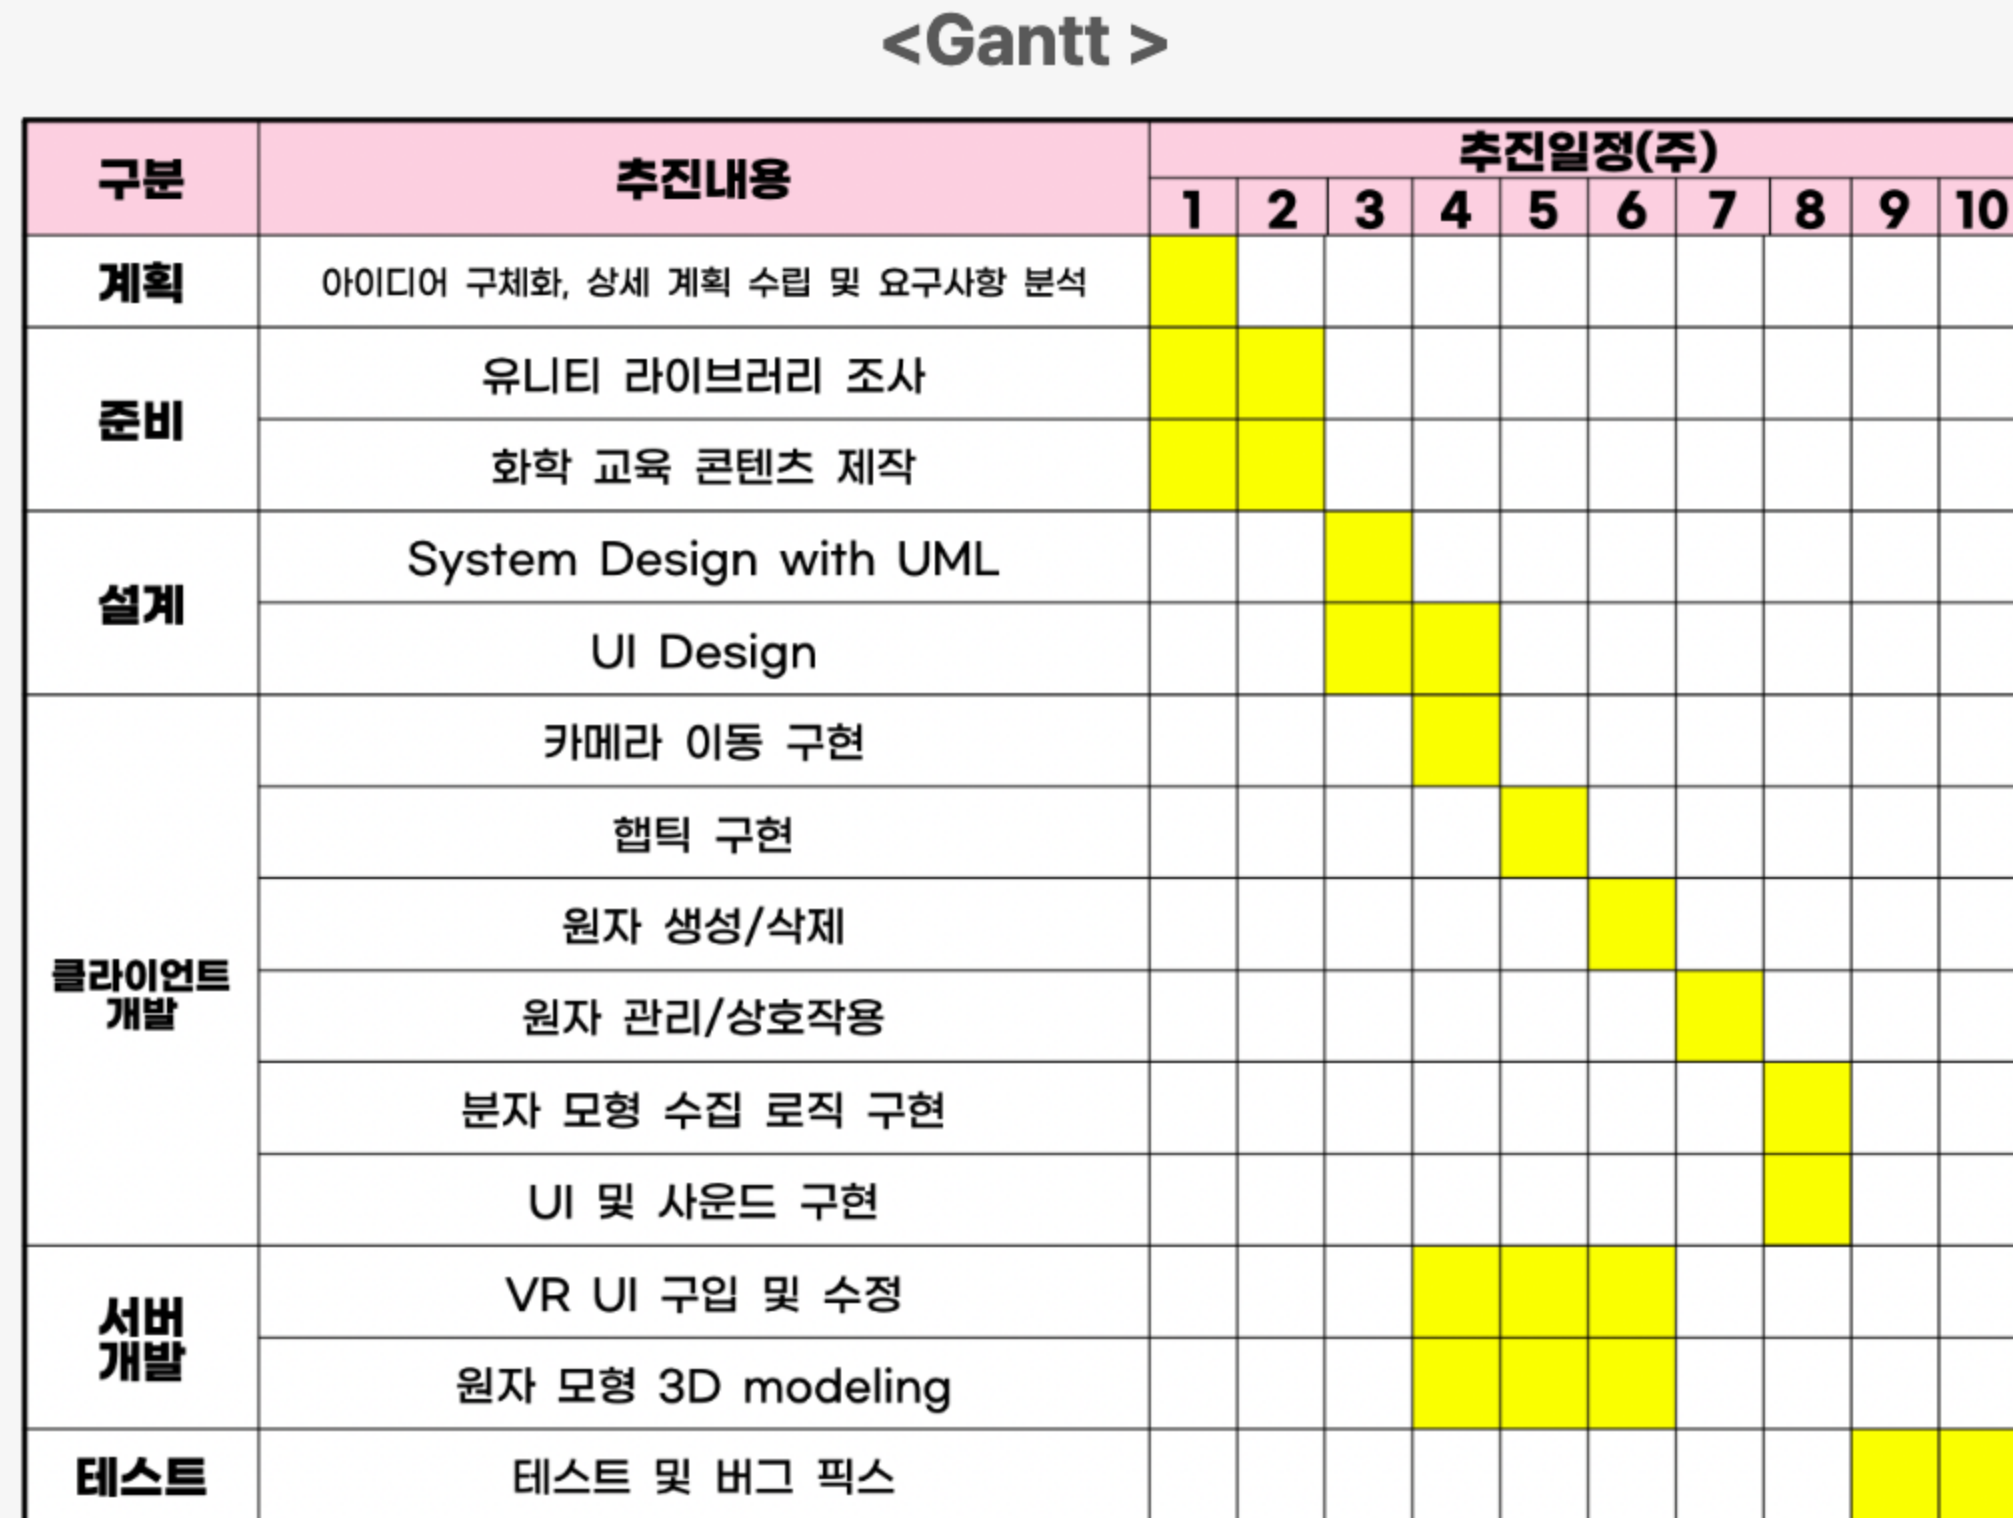 <Gantt >
구분 추진내용 추진일정(주)
1 2 3 4 5 6 7 8 9 10
계획 아이디어 구체화, 상세 계획 수립 및 요구사항 분석
준비 유니티 라이브러리 조사
화학 교육 콘텐츠 제작
설계 System Design with UML
UI Design
클라이언트
개발
카메라 이동 구현
햅틱 구현
원자 생성/삭제
원자 관리/상호작용
분자 모형 수집 로직 구현
UI 및 사운드 구현
서버
개발
VR UI 구입 및 수정
원자 모형 3D modeling
테스트 테스트 및 버그 픽스